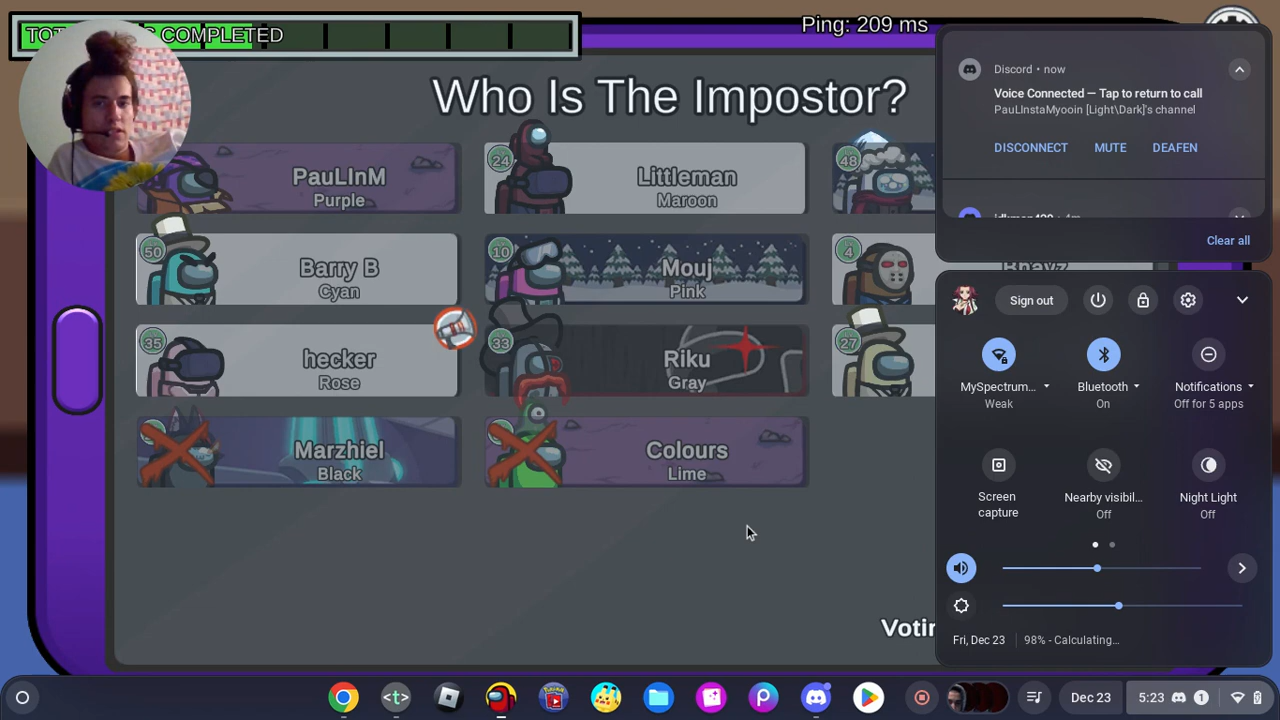 TOT COMPLETED
Ping: 209 ms
Who Is The Impostor?
PauLInM
Purple
24
Littleman
Maroon
48
50
Barry B
Cyan
10
Mouj
Pink
4
35
hecker
Rose
33
Riku
Gray
27
Marzhiel
Black
Colours
Lime
Votin
Discord • now
Voice Connected — Tap to return to call
PauLInstaMyooin [Light\Dark]'s channel
DISCONNECT MUTE DEAFEN
Clear all
Sign out
MySpectrum...
Weak
Bluetooth
On
Notifications
Off for 5 apps
Screen
capture
Nearby visibil...
Off
Night Light
Off
Fri, Dec 23 98% - Calculating...
<t>
Dec 23
5:23
1